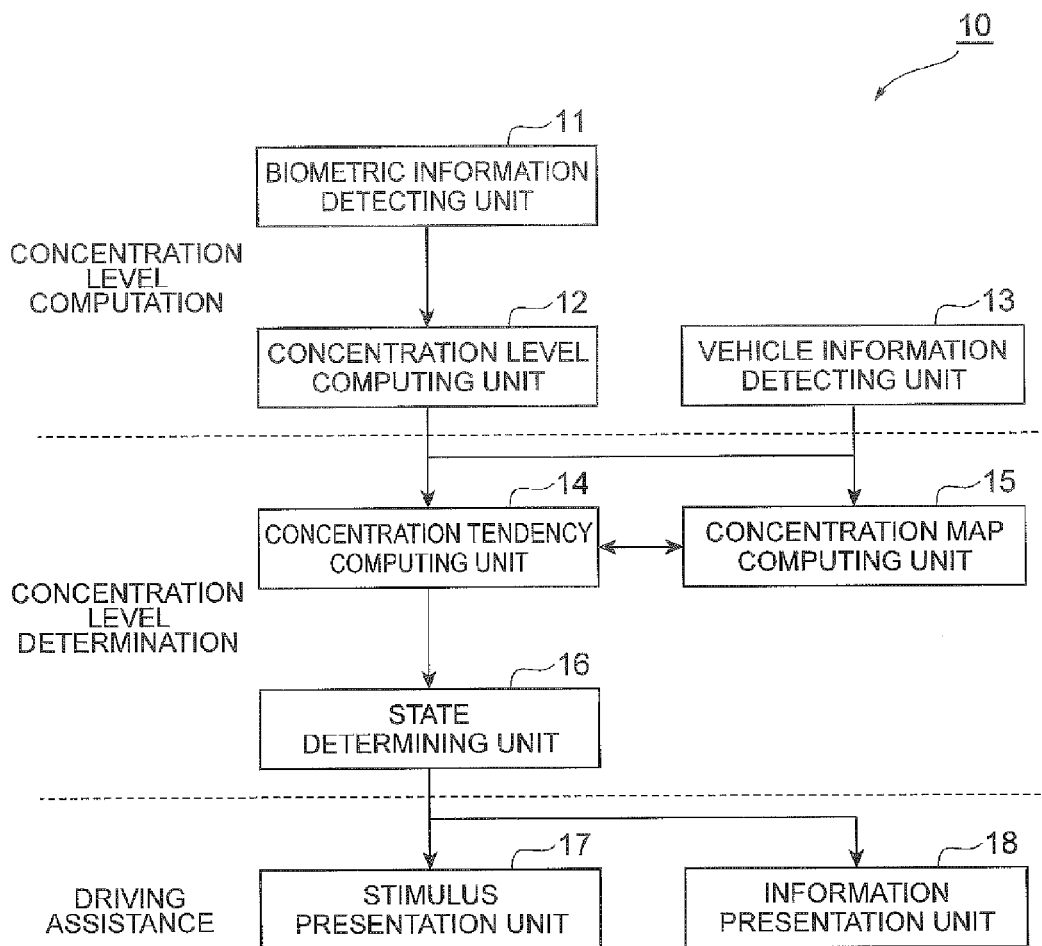 10
11
BIOMETRIC INFORMATION
DETECTING UNIT
CONCENTRATION
LEVEL
COMPUTATION
12
CONCENTRATION LEVEL
COMPUTING UNIT
13
VEHICLE INFORMATION
DETECTING UNIT
14
CONCENTRATION TENDENCY
COMPUTING UNIT
15
CONCENTRATION MAP
COMPUTING UNIT
CONCENTRATION
LEVEL
DETERMINATION
16
STATE
DETERMINING UNIT
DRIVING
ASSISTANCE
17
STIMULUS
PRESENTATION UNIT
18
INFORMATION
PRESENTATION UNIT